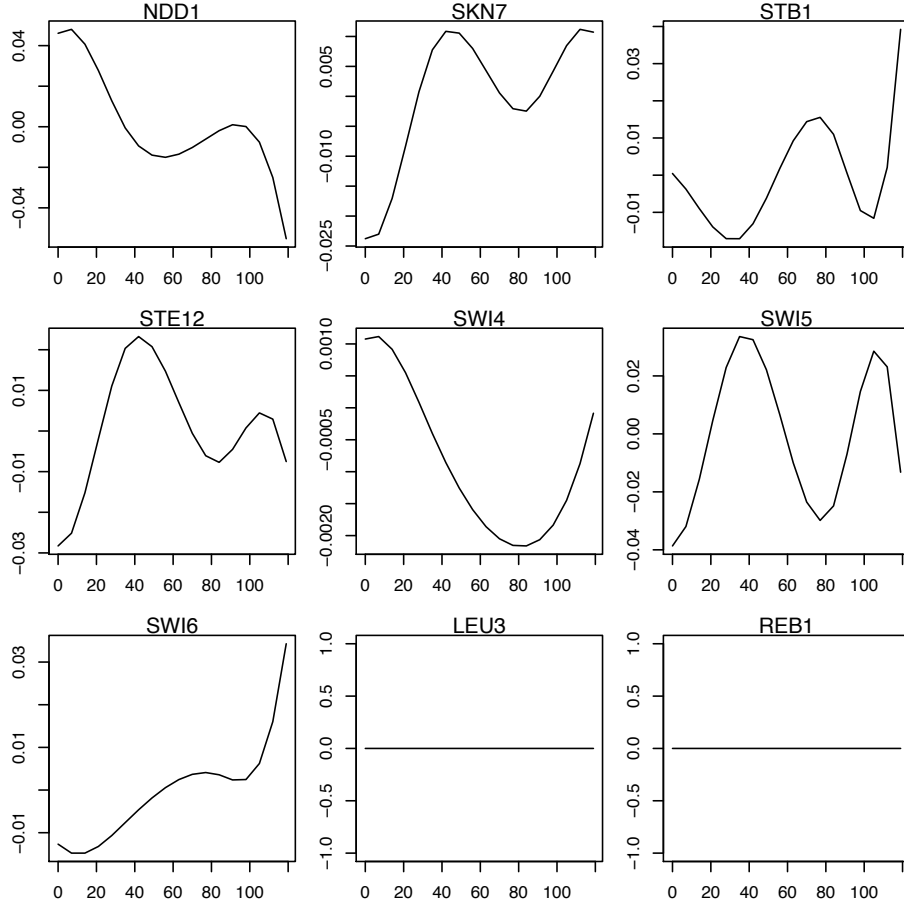 NDD1 SKN7 STB1
0.04 0.00 −0.04
0.005 −0.010 −0.025
0.03 0.01 −0.01
0 20 40 60 80 100 0 20 40 60 80 100 0 20 40 60 80 100
STE12 SWI4 SWI5
0.01 −0.01 −0.03
0.0010 −0.0005 −0.0020
0.02 0.00 −0.02 −0.04
0 20 40 60 80 100 0 20 40 60 80 100 0 20 40 60 80 100
SWI6 LEU3 REB1
0.03 0.01 −0.01
1.0 0.5 0.0 −0.5 −1.0
1.0 0.5 0.0 −0.5 −1.0
0 20 40 60 80 100 0 20 40 60 80 100 0 20 40 60 80 100